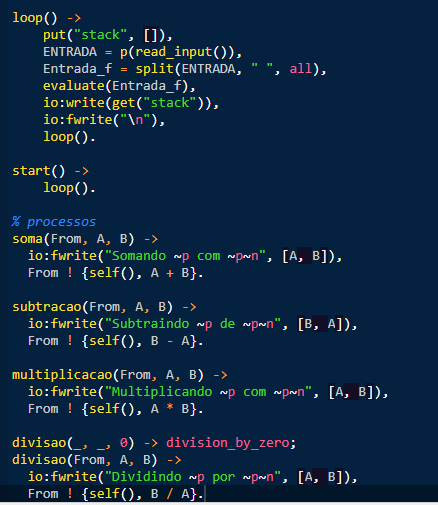 loop() ->
    put("stack", []),
    ENTRADA = p(read_input()),
    Entrada_f = split(ENTRADA, " ", all),
    evaluate(Entrada_f),
    io:write(get("stack")),
    io:fwrite("\n"),
    loop().

start() ->
    loop().

% processos
soma(From, A, B) ->
  io:fwrite("Somando ~p com ~p~n", [A, B]),
  From ! {self(), A + B}.

subtracao(From, A, B) ->
  io:fwrite("Subtraindo ~p de ~p~n", [B, A]),
  From ! {self(), B - A}.

multiplicacao(From, A, B) ->
  io:fwrite("Multiplicando ~p com ~p~n", [A, B]),
  From ! {self(), A * B}.

divisao(_, _, 0) -> division_by_zero;
divisao(From, A, B) ->
  io:fwrite("Dividindo ~p por ~p~n", [A, B]),
  From ! {self(), B / A}.